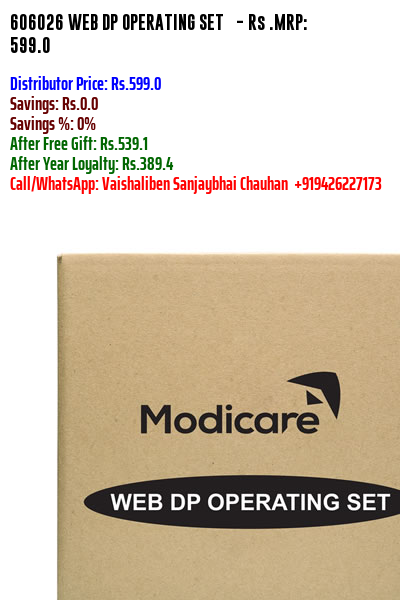 606026 WEB DP OPERATING SET - Rs .MRP:
599.0
Distributor Price: Rs.599.0
Savings: Rs.0.0
Savings %: 0%
After Free Gift: Rs.539.1
After Year Loyalty: Rs.389.4
Call/WhatsApp: Vaishaliben Sanjaybhai Chauhan +919426227173
Modicare
WEB DP OPERATING SET